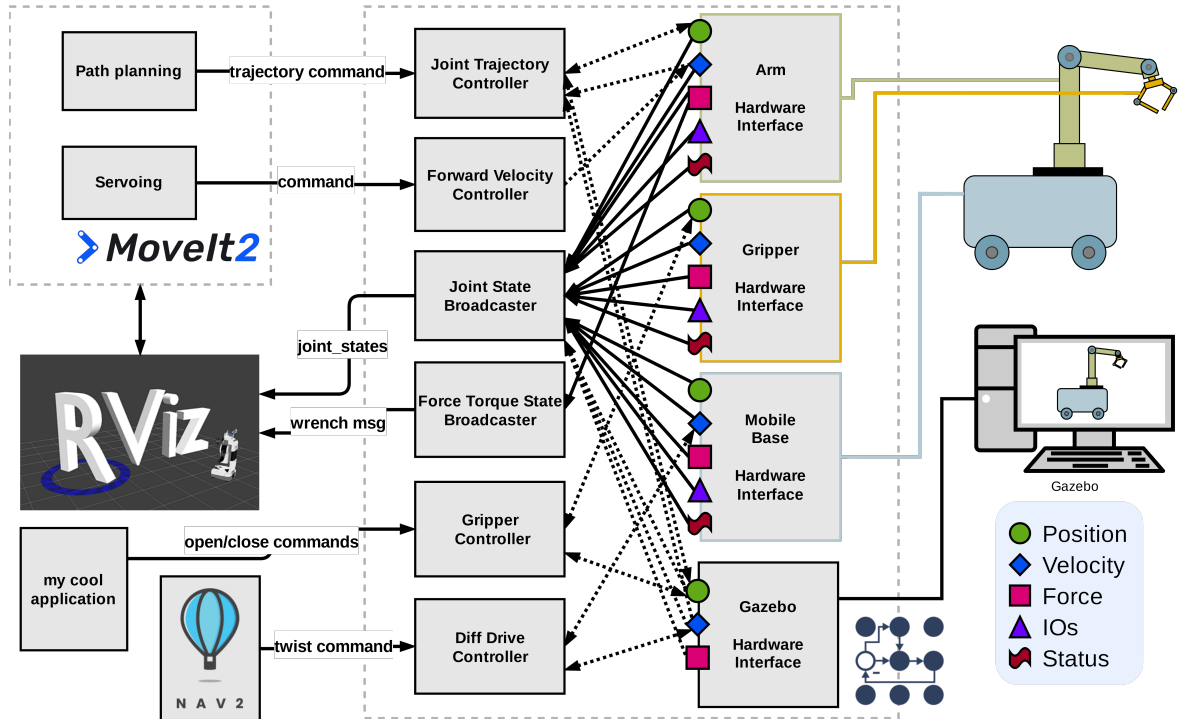 Path planning
trajectory command
Servoing
command
MoveIt2
joint_states
wrench msg
RViz
my cool
application
open/close commands
NAV2
twist command
Joint Trajectory
Controller
Forward Velocity
Controller
Joint State
Broadcaster
Force Torque State
Broadcaster
Gripper
Controller
Diff Drive
Controller
Arm
Hardware
Interface
Gripper
Hardware
Interface
Mobile
Base
Hardware
Interface
Gazebo
Hardware
Interface
Gazebo
Position
Velocity
Force
IOs
Status